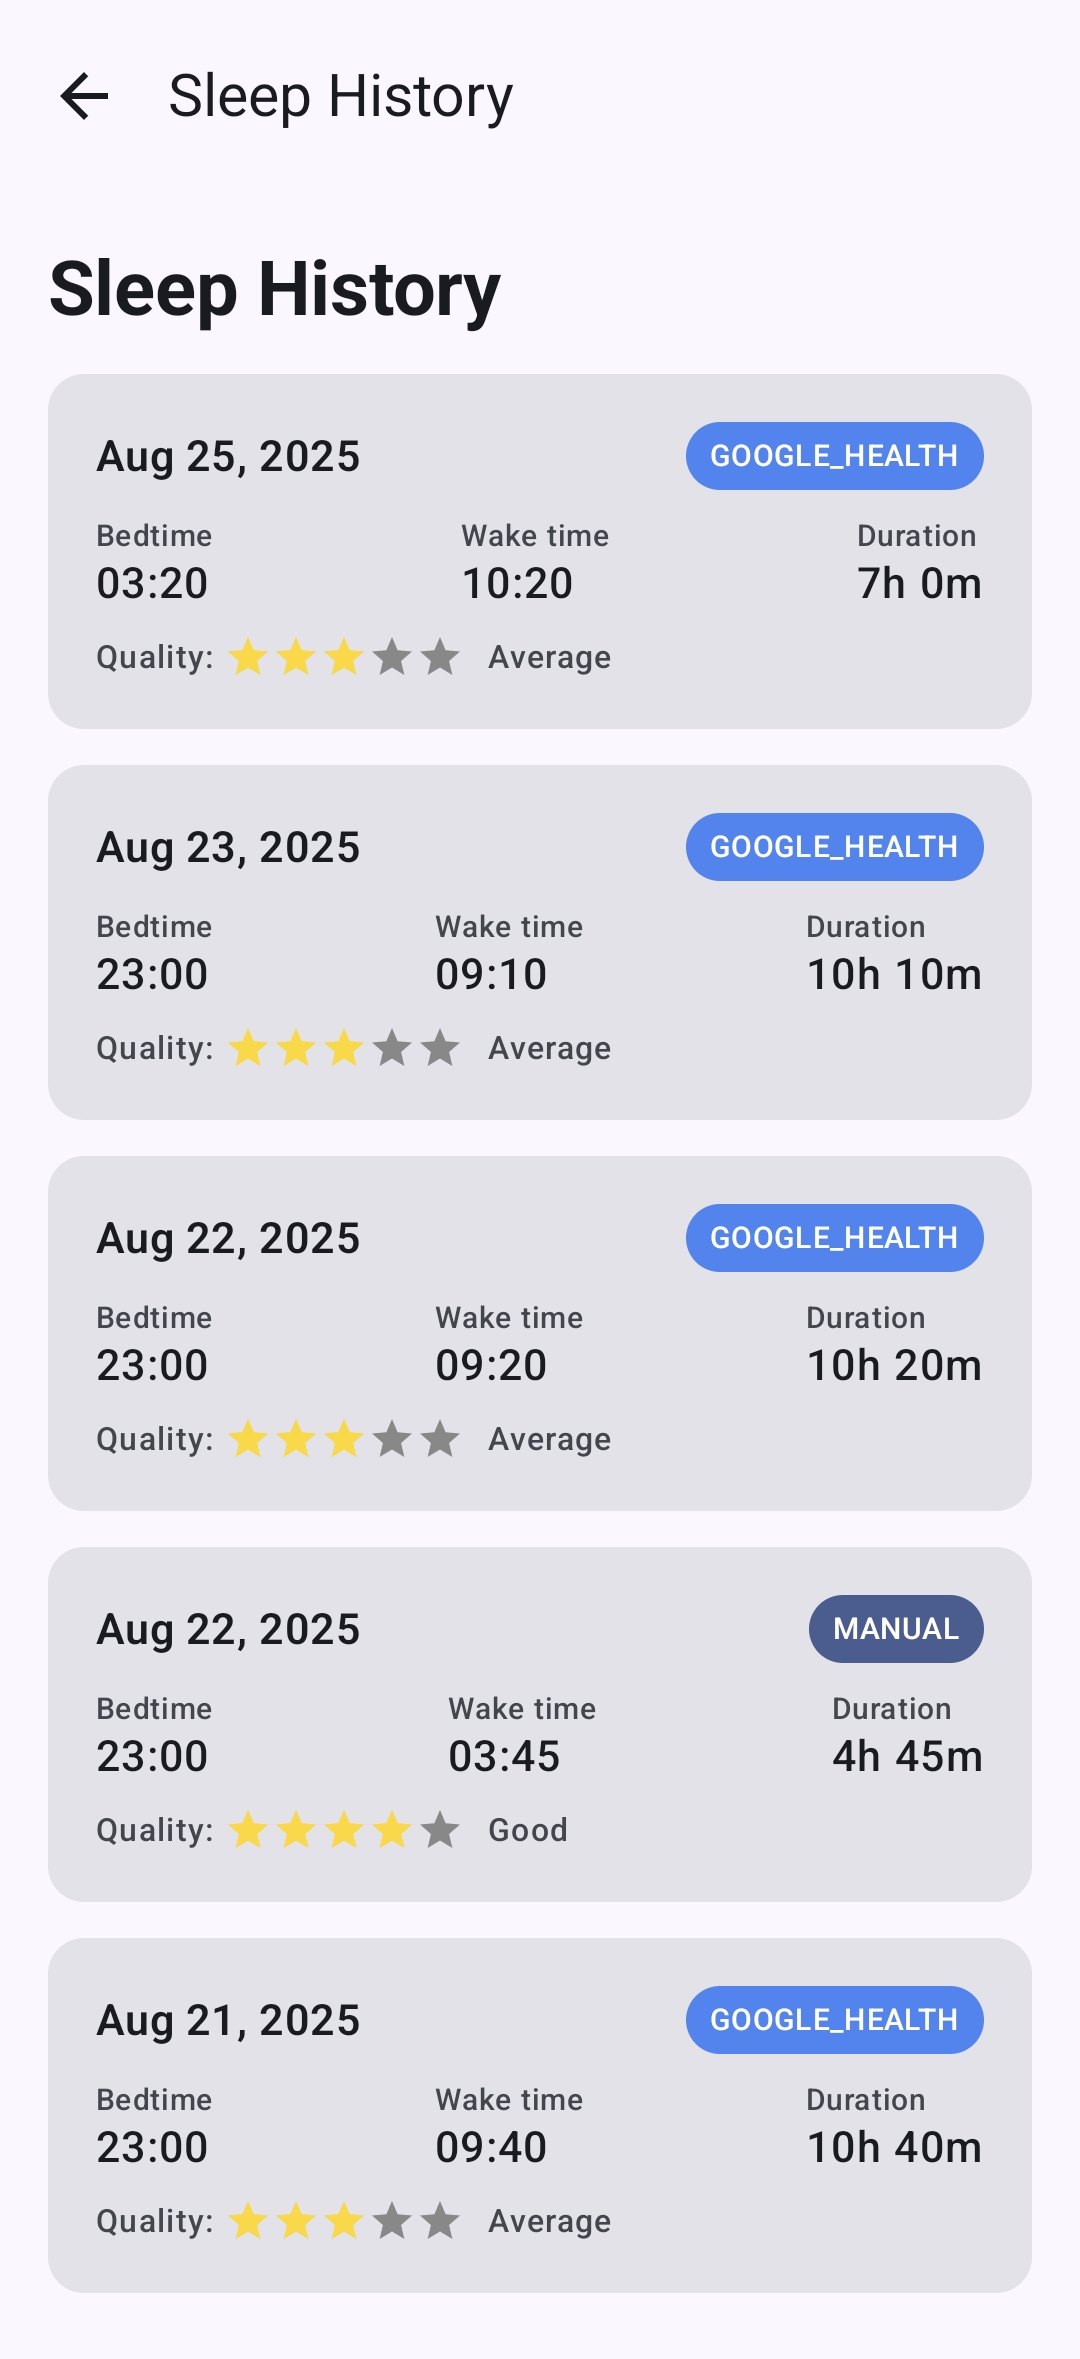 Sleep History
Sleep History
Aug 25, 2025 GOOGLE_HEALTH
Bedtime Wake time Duration
03:20 10:20 7h 0m
Quality: Average
Aug 23, 2025 GOOGLE_HEALTH
Bedtime Wake time Duration
23:00 09:10 10h 10m
Quality: Average
Aug 22, 2025 GOOGLE_HEALTH
Bedtime Wake time Duration
23:00 09:20 10h 20m
Quality: Average
Aug 22, 2025 MANUAL
Bedtime Wake time Duration
23:00 03:45 4h 45m
Quality: Good
Aug 21, 2025 GOOGLE_HEALTH
Bedtime Wake time Duration
23:00 09:40 10h 40m
Quality: Average